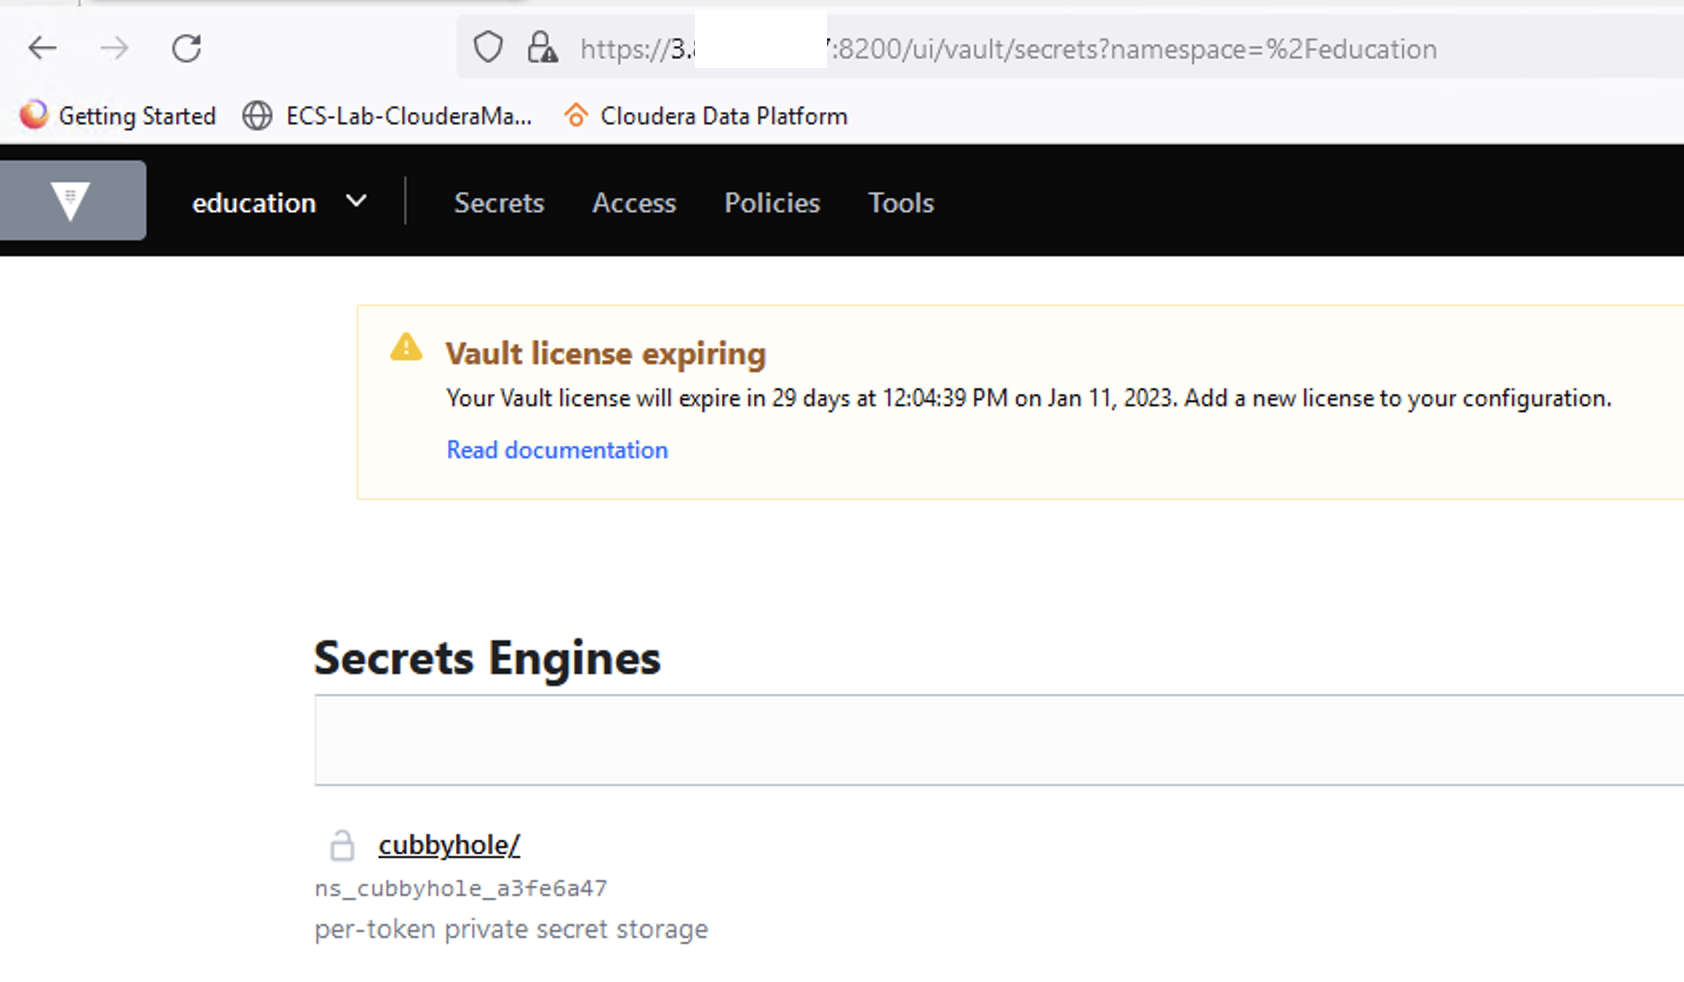 https://3.8 7:8200/ui/vault/secrets?namespace=%2Feducation
Getting Started ECS-Lab-ClouderaMa... Cloudera Data Platform
education Secrets Access Policies Tools
Vault license expiring
Your Vault license will expire in 29 days at 12:04:39 PM on Jan 11, 2023. Add a new license to your configuration.
Read documentation
Secrets Engines
cubbyhole/
ns_cubbyhole_a3fe6a47
per-token private secret storage